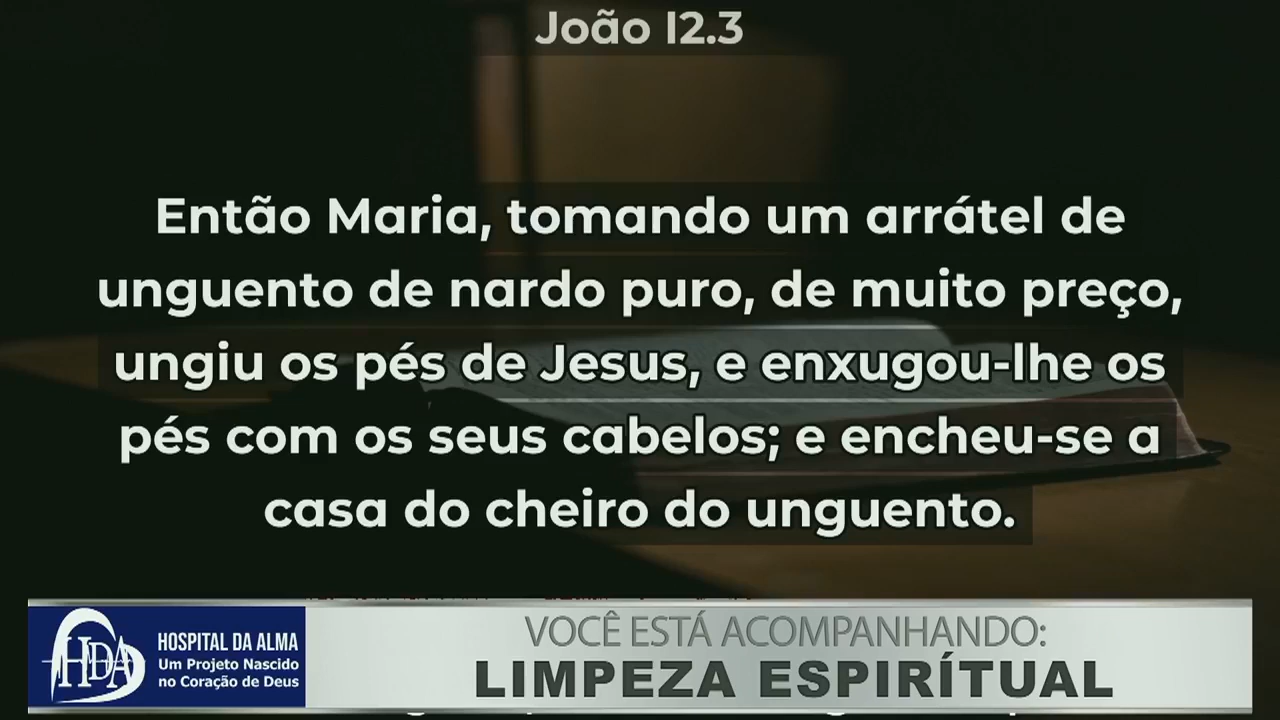 João 12.3
Então Maria, tomando um arrátel de
unguento de nardo puro, de muito preço,
ungiu os pés de Jesus, e enxugou-lhe os
pés com os seus cabelos; e encheu-se a
casa do cheiro do unguento.
HDA
HOSPITAL DA ALMA
Um Projeto Nascido
no Coração de Deus
VOCÊ ESTÁ ACOMPANHANDO:
LIMPEZA ESPIRÍTUAL